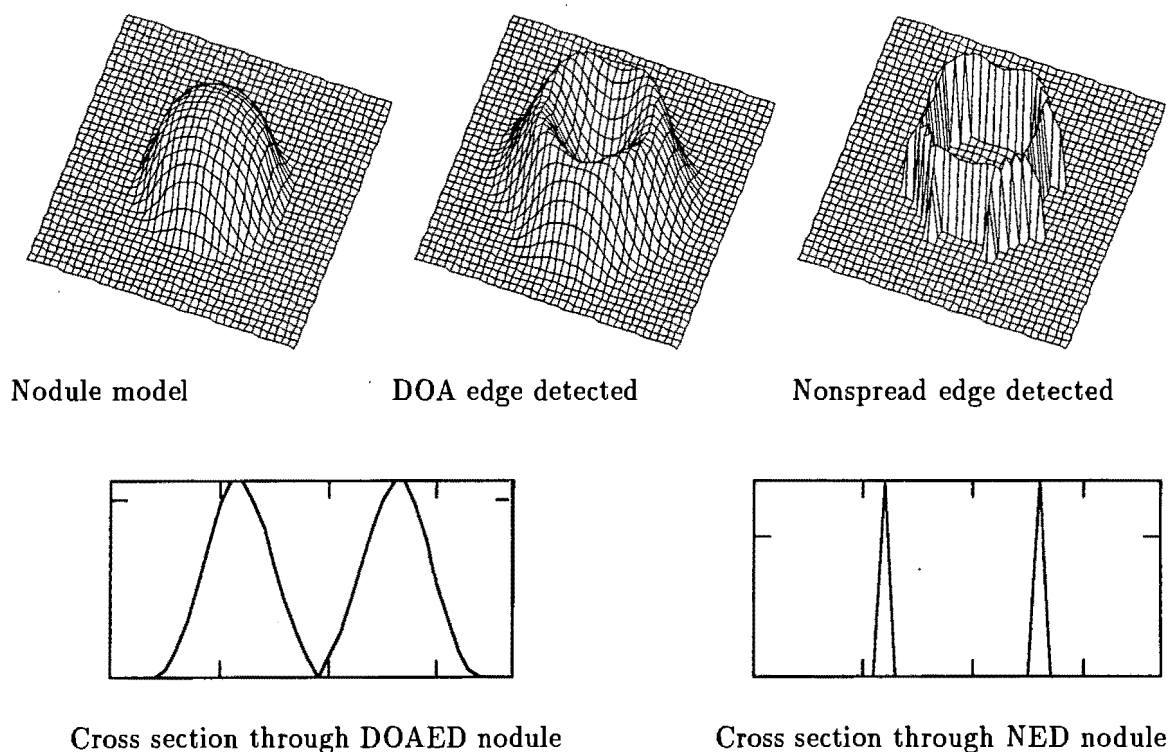 Nodule model
DOA edge detected
Nonspread edge detected
Cross section through DOAED nodule
Cross section through NED nodule